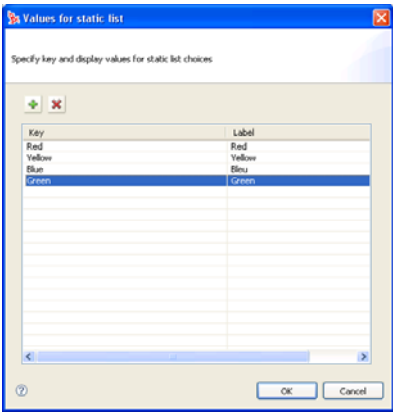 Values for static list
Specify key and display values for static list choices
Key Label
Red Red
Yellow Yellow
Blue Bleu
Green Green
OK Cancel